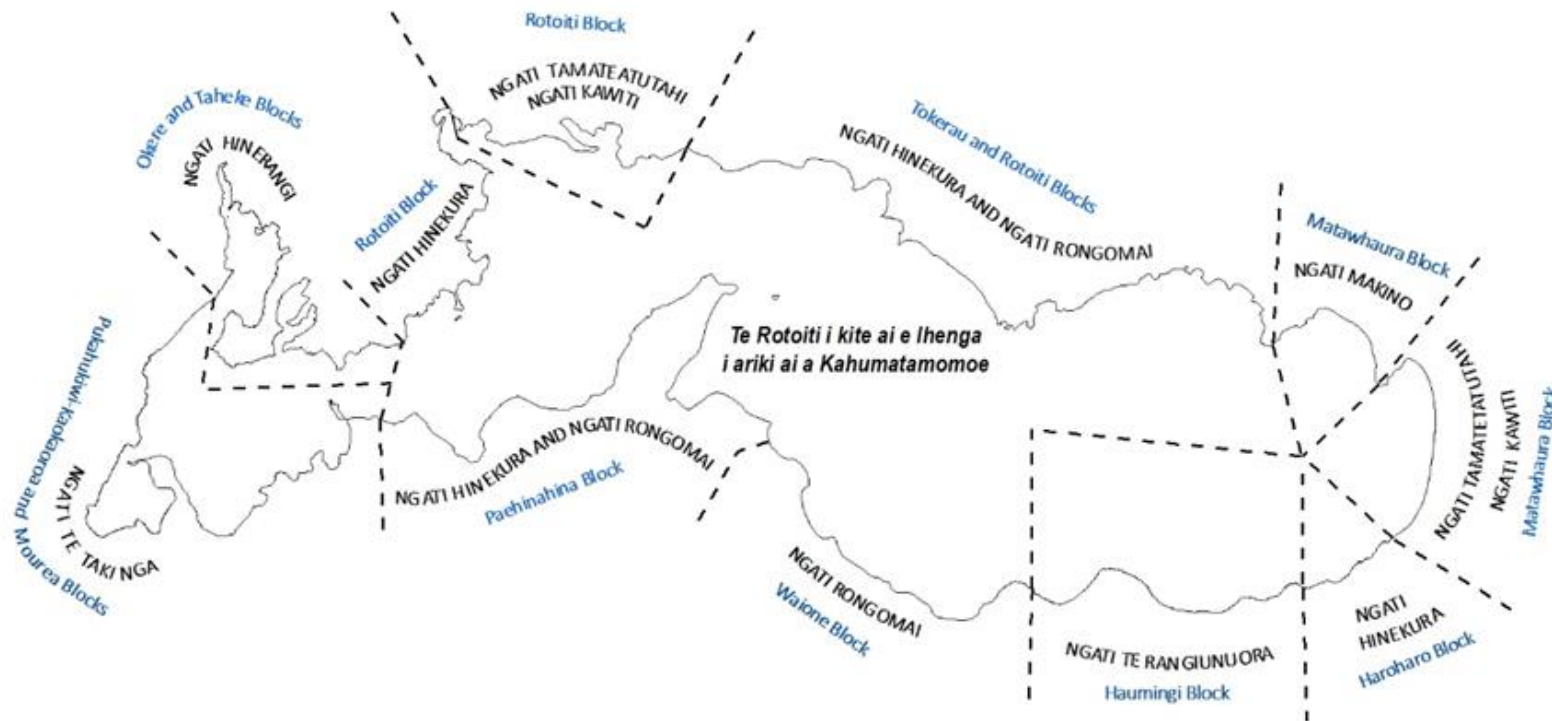 Rotoiti Block
NGATI TAMATEATUTAHI
NGATI KAWITI
Okere and Taheke Blocks
NGATI HINERANGI
Rotoiti Block
NGATI HINEKURA
Tokerau and Rotoiti Blocks
NGATI HINEKURA AND NGATI RONGOMAI
Matawhaura Block
NGATI MAKINO
Te Rotoiti i kite ai e Ihenga
i ariki ai a Kahumatamomoe
NGATI TAMATETATUTAHI
NGATI KAWITI
Matawhaura Block
Pukahukiwi-Kaokaoroa and Mourea Blocks
NGATI TE TAKINGA
NGATI HINEKURA AND NGATI RONGOMAI
Paehinahina Block
NGATI RONGOMAI
Waione Block
NGATI TE RANGIUNUORA
Haumingi Block
NGATI
HINEKURA
Haroharo Block